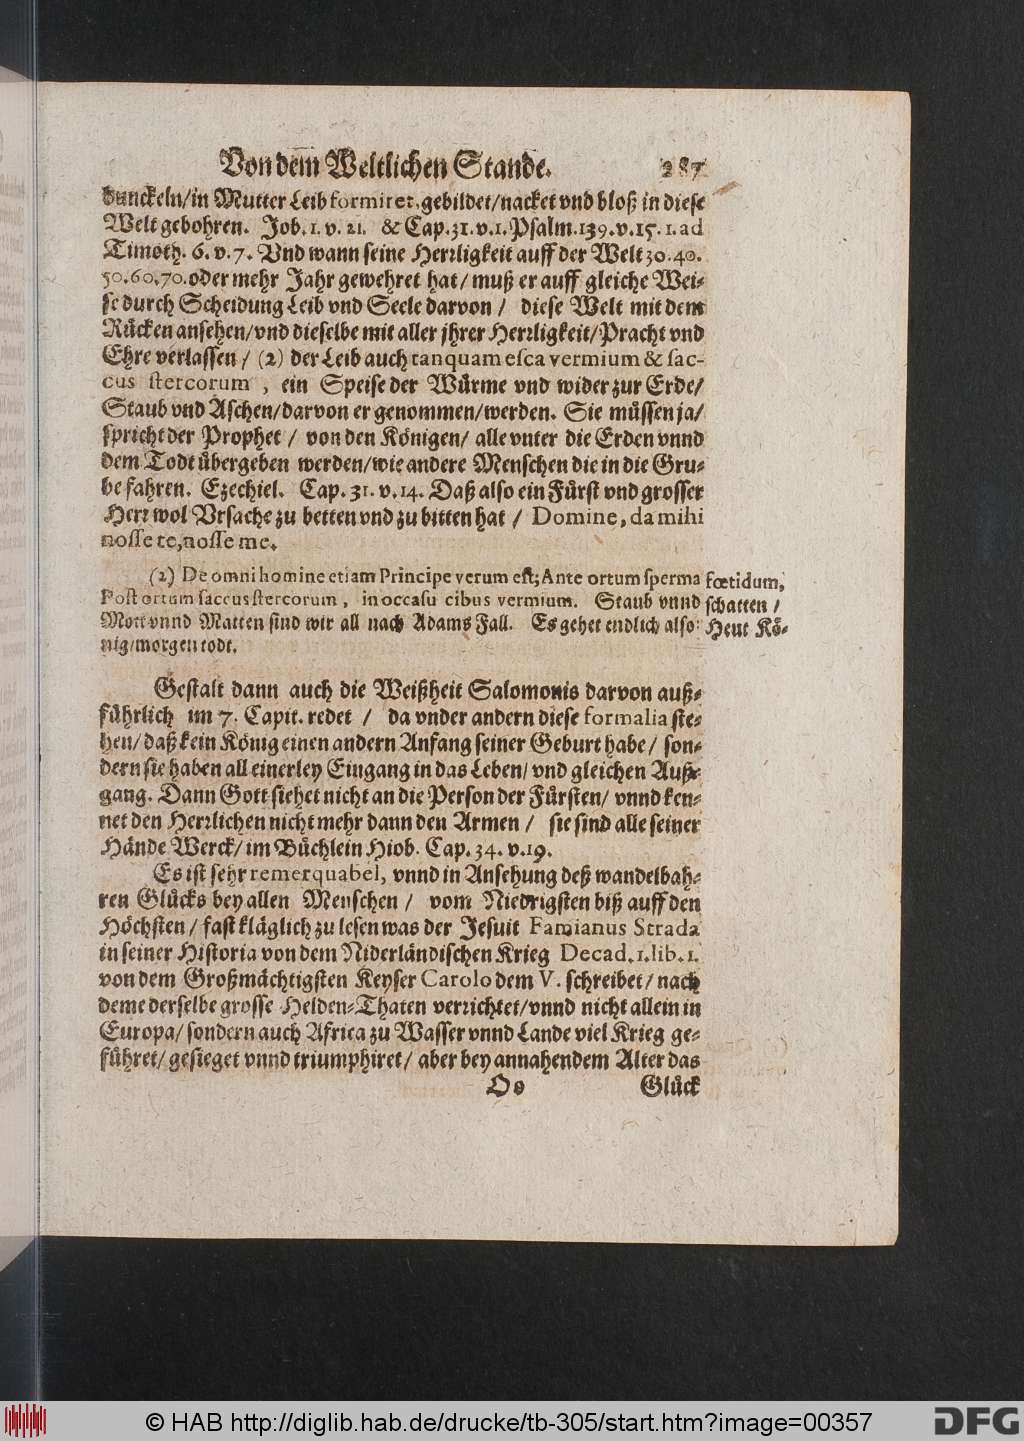 Von dem Weltlichen Stande. 287
dunckeln/in Mutter Leib formiret, gebildet/nacket vnd bloß in diese
Welt gebohren. Job. 1. v. 21. & Cap. 31. v. 1. Psalm. 139. v. 15. 1. ad
Timoth. 6. v. 7. Vnd wann seine Herrligkeit auff der Welt 30. 40.
50. 60. 70. oder mehr Jahr gewehret hat / muß er auff gleiche Wei-
se durch Scheidung Leib vnd Seele darvon / diese Welt mit dem
Rücken ansehen/vnd dieselbe mit aller jhrer Herrligkeit/Pracht vnd
Ehre verlassen / (2) der Leib auch tanquam esca vermium & sac-
cus stercorum, ein Speise der Würme vnd wider zur Erde/
Staub vnd Aschen/darvon er genommen/werden. Sie müssen ja/
spricht der Prophet / von den Königen/ alle vnter die Erden vnnd
dem Todt übergeben werden/wie andere Menschen die in die Gru-
be fahren. Ezechiel. Cap. 31. v. 14. Daß also ein Fürst vnd grosser
Herr wol Vrsache zu betten vnd zu bitten hat / Domine, da mihi
nosse te, nosse me.
(2) De omni homine etiam Principe verum est; Ante ortum sperma fœtidum,
Post ortum saccus stercorum, in occasu cibus vermium. Staub vnnd schatten /
Mott vnnd Matten sind wir all nach Adams Fall. Es gehet endlich also: Heut Kö-
nig/morgen todt.
Gestalt dann auch die Weißheit Salomonis darvon auß-
führlich im 7. Capit. redet / da vnder andern diese formalia ste-
hen/ daß kein König einen andern Anfang seiner Geburt habe / son-
dern sie haben all einerley Eingang in das Leben/ vnd gleichen Auß-
gang. Dann Gott siehet nicht an die Person der Fürsten/ vnnd ken-
net den Herrlichen nicht mehr dann den Armen / sie sind alle seiner
Hände Werck/ im Büchlein Hiob. Cap. 34. v. 19.
Es ist sehr remerquabel, vnnd in Ansehung deß wandelbah-
ren Glücks bey allen Menschen / vom Niedrigsten biß auff den
Höchsten / fast kläglich zu lesen was der Jesuit Famianus Strada
in seiner Historia von dem Niderländischen Krieg Decad. 1. lib. 1.
von dem Großmächtigsten Keyser Carolo dem V. schreibet/ nach
deme derselbe grosse Helden-Thaten verrichtet/vnnd nicht allein in
Europa/ sondern auch Africa zu Wasser vnnd Lande viel Krieg ge-
führet/ gesieget vnnd triumphiret/ aber bey annahendem Alter das
Oo Glück
© HAB http://diglib.hab.de/drucke/tb-305/start.htm?image=00357
DFG